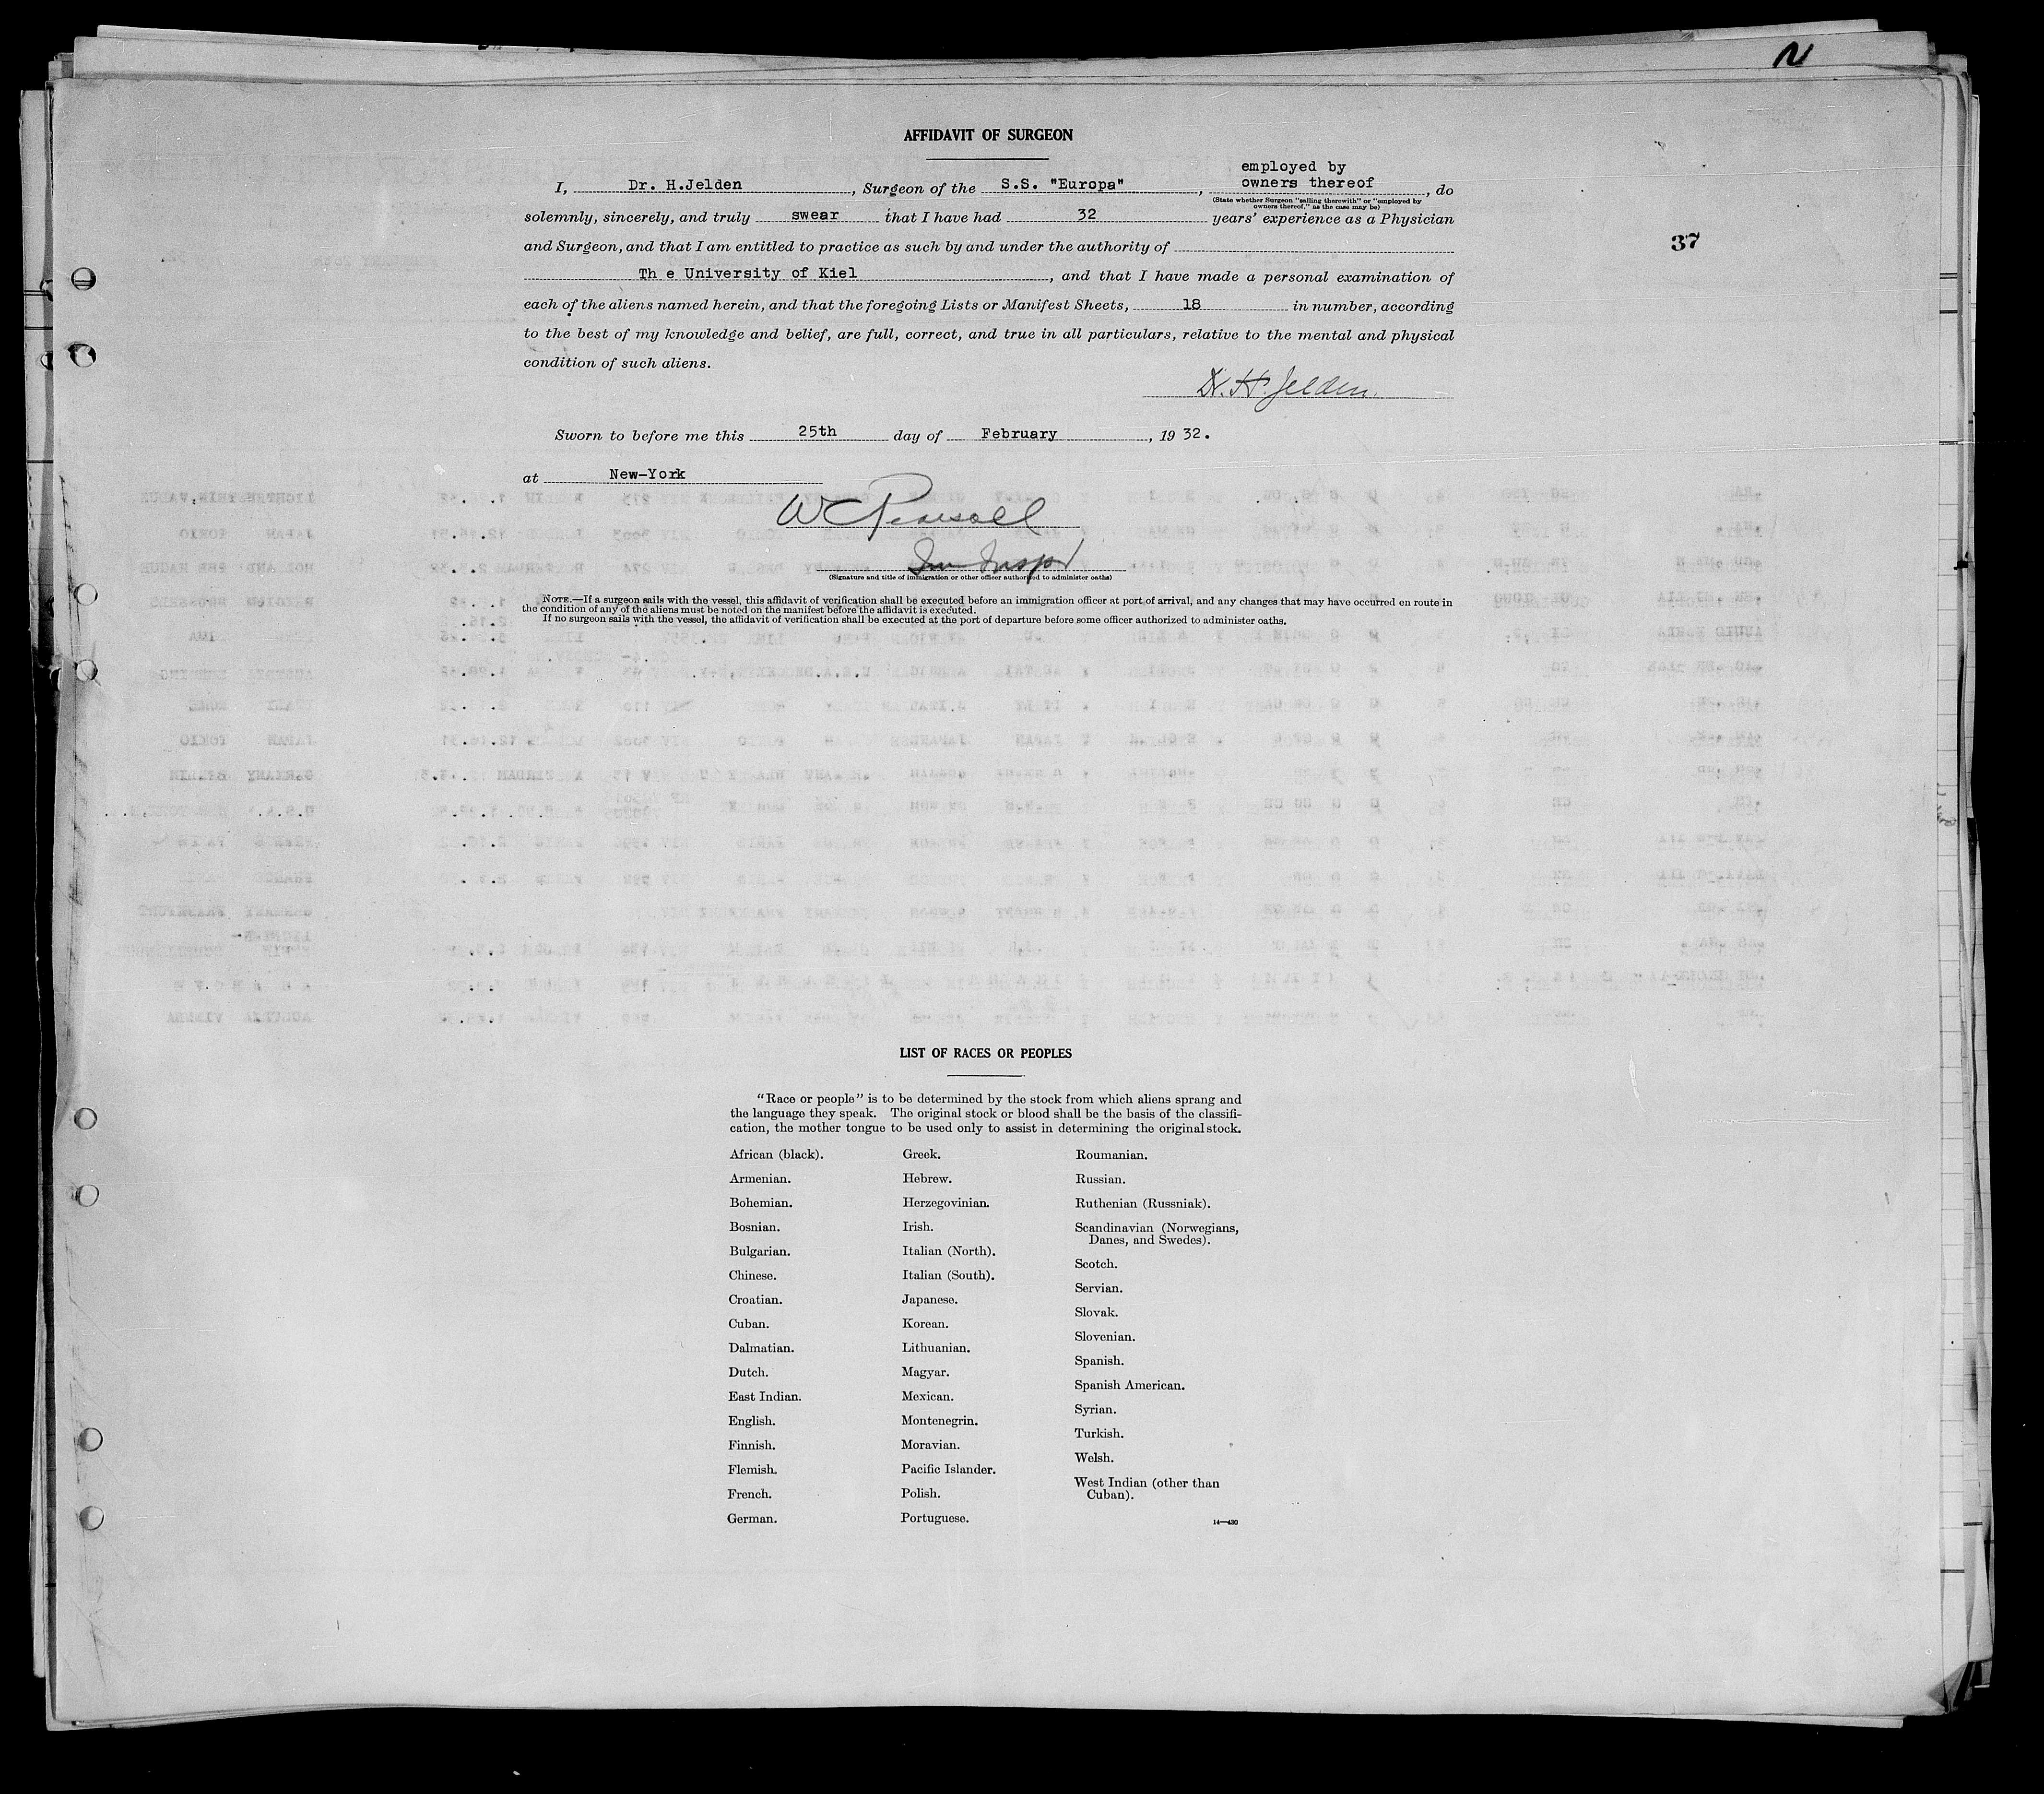 AFFIDAVIT OF SURGEON
employed by
I, Dr. H.Jelden, Surgeon of the S.S. "Europa", owners thereof, do
(State whether Surgeon "sailing therewith" or "employed by
owners thereof," as the case may be)
solemnly, sincerely, and truly swear that I have had 32 years' experience as a Physician
and Surgeon, and that I am entitled to practice as such by and under the authority of
Th e University of Kiel, and that I have made a personal examination of
37
each of the aliens named herein, and that the foregoing Lists or Manifest Sheets, 18 in number, according
to the best of my knowledge and belief, are full, correct, and true in all particulars, relative to the mental and physical
condition of such aliens.
Dr. H. Jelden.
Sworn to before me this 25th day of February, 1932.
at New-York
W C Pearsall
Imm Inspr
(Signature and title of immigration or other officer authorized to administer oaths)
NOTE.—If a surgeon sails with the vessel, this affidavit of verification shall be executed before an immigration officer at port of arrival, and any changes that may have occurred en route in
the condition of any of the aliens must be noted on the manifest before the affidavit is executed.
If no surgeon sails with the vessel, the affidavit of verification shall be executed at the port of departure before some officer authorized to administer oaths.
LIST OF RACES OR PEOPLES
"Race or people" is to be determined by the stock from which aliens sprang and
the language they speak. The original stock or blood shall be the basis of the classifi-
cation, the mother tongue to be used only to assist in determining the original stock.
African (black).
Armenian.
Bohemian.
Bosnian.
Bulgarian.
Chinese.
Croatian.
Cuban.
Dalmatian.
Dutch.
East Indian.
English.
Finnish.
Flemish.
French.
German.
Greek.
Hebrew.
Herzegovinian.
Irish.
Italian (North).
Italian (South).
Japanese.
Korean.
Lithuanian.
Magyar.
Mexican.
Montenegrin.
Moravian.
Pacific Islander.
Polish.
Portuguese.
Roumanian.
Russian.
Ruthenian (Russniak).
Scandinavian (Norwegians,
Danes, and Swedes).
Scotch.
Servian.
Slovak.
Slovenian.
Spanish.
Spanish American.
Syrian.
Turkish.
Welsh.
West Indian (other than
Cuban).
14—430